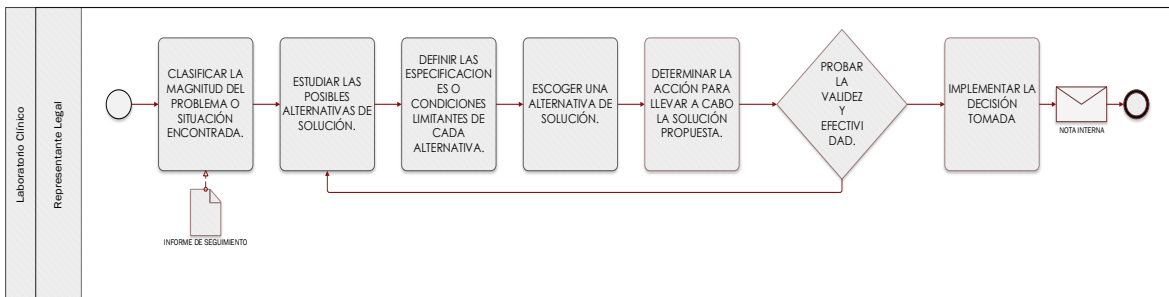 Laboratorio Clínico
Representante Legal
CLASIFICAR LA
MAGNITUD DEL
PROBLEMA O
SITUACIÓN
ENCONTRADA.
ESTUDIAR LAS
POSIBLES
ALTERNATIVAS DE
SOLUCIÓN.
DEFINIR LAS
ESPECIFICACION
ES O
CONDICIONES
LIMITANTES DE
CADA
ALTERNATIVA.
ESCOGER UNA
ALTERNATIVA DE
SOLUCIÓN.
DETERMINAR LA
ACCIÓN PARA
LLEVAR A CABO
LA SOLUCIÓN
PROPUESTA.
PROBAR
LA
VALIDEZ
Y
EFECTIVI
DAD.
IMPLEMENTAR LA
DECISIÓN
TOMADA
NOTA INTERNA
INFORME DE SEGUIMIENTO